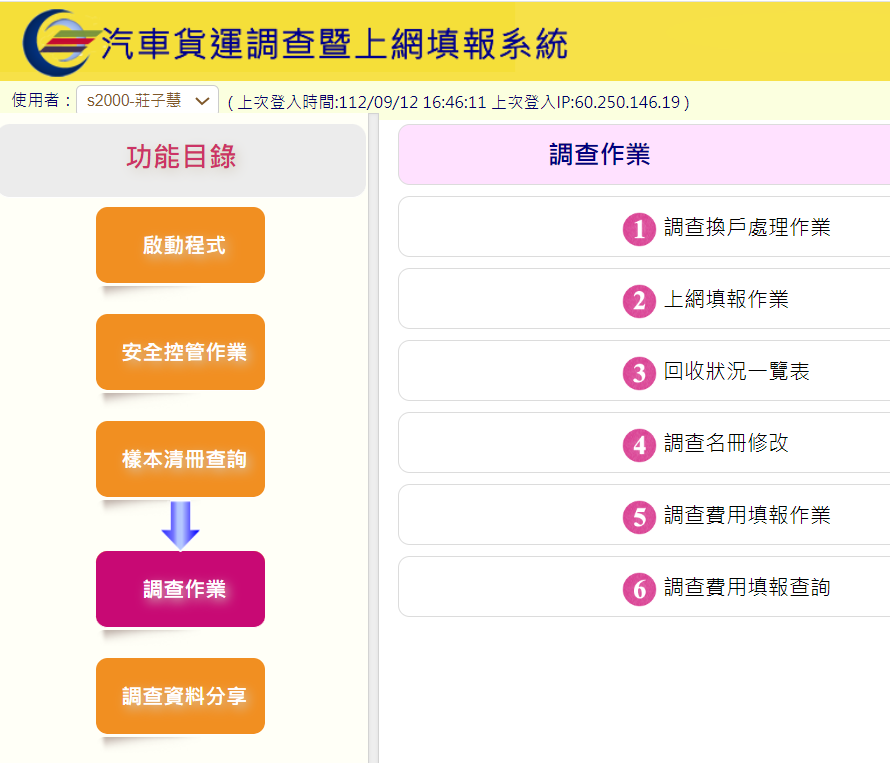 汽車貨運調查暨上網填報系統
使用者： s2000-莊子慧 ( 上次登入時間:112/09/12 16:46:11 上次登入IP:60.250.146.19 )
功能目錄
啟動程式
安全控管作業
樣本清冊查詢
調查作業
調查資料分享
調查作業
1 調查換戶處理作業
2 上網填報作業
3 回收狀況一覽表
4 調查名冊修改
5 調查費用填報作業
6 調查費用填報查詢